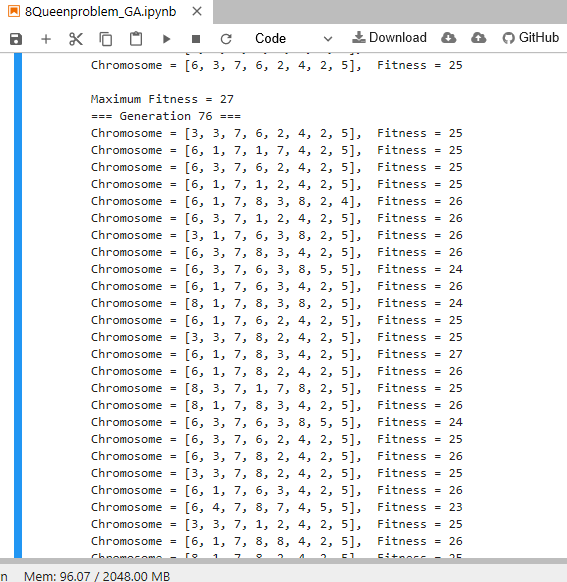 8Queenproblem_GA.ipynb ×
Code Download GitHub
Chromosome = [6, 3, 7, 6, 2, 4, 2, 5],  Fitness = 25
Maximum Fitness = 27
=== Generation 76 ===
Chromosome = [3, 3, 7, 6, 2, 4, 2, 5],  Fitness = 25
Chromosome = [6, 1, 7, 1, 7, 4, 2, 5],  Fitness = 25
Chromosome = [6, 3, 7, 6, 2, 4, 2, 5],  Fitness = 25
Chromosome = [6, 1, 7, 1, 2, 4, 2, 5],  Fitness = 25
Chromosome = [6, 1, 7, 8, 3, 8, 2, 4],  Fitness = 26
Chromosome = [6, 3, 7, 1, 2, 4, 2, 5],  Fitness = 26
Chromosome = [3, 1, 7, 6, 3, 8, 2, 5],  Fitness = 26
Chromosome = [6, 3, 7, 8, 3, 4, 2, 5],  Fitness = 26
Chromosome = [6, 3, 7, 6, 3, 8, 5, 5],  Fitness = 24
Chromosome = [6, 1, 7, 6, 3, 4, 2, 5],  Fitness = 26
Chromosome = [8, 1, 7, 8, 3, 8, 2, 5],  Fitness = 24
Chromosome = [6, 1, 7, 6, 2, 4, 2, 5],  Fitness = 25
Chromosome = [3, 3, 7, 8, 2, 4, 2, 5],  Fitness = 25
Chromosome = [6, 1, 7, 8, 3, 4, 2, 5],  Fitness = 27
Chromosome = [6, 1, 7, 8, 2, 4, 2, 5],  Fitness = 26
Chromosome = [8, 3, 7, 1, 7, 8, 2, 5],  Fitness = 25
Chromosome = [8, 1, 7, 8, 3, 4, 2, 5],  Fitness = 26
Chromosome = [6, 3, 7, 6, 3, 8, 5, 5],  Fitness = 24
Chromosome = [6, 3, 7, 6, 2, 4, 2, 5],  Fitness = 25
Chromosome = [6, 3, 7, 8, 2, 4, 2, 5],  Fitness = 26
Chromosome = [3, 3, 7, 8, 2, 4, 2, 5],  Fitness = 25
Chromosome = [6, 1, 7, 6, 3, 4, 2, 5],  Fitness = 26
Chromosome = [6, 4, 7, 8, 7, 4, 5, 5],  Fitness = 23
Chromosome = [3, 3, 7, 1, 2, 4, 2, 5],  Fitness = 25
Chromosome = [6, 1, 7, 8, 8, 4, 2, 5],  Fitness = 26
Chromosome = [8, 1, 7, 8, 2, 4, 2, 5],  Fitness = 25
n Mem: 96.07 / 2048.00 MB